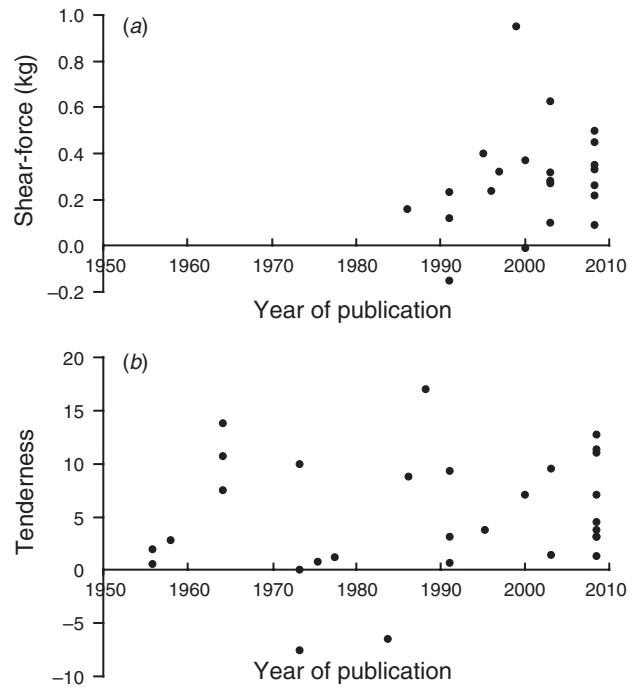 (a)
Shear-force (kg)
1.0
0.8
0.6
0.4
0.2
0.0
−0.2
1950 1960 1970 1980 1990 2000 2010
Year of publication
(b)
Tenderness
20
15
10
5
0
−5
−10
1950 1960 1970 1980 1990 2000 2010
Year of publication